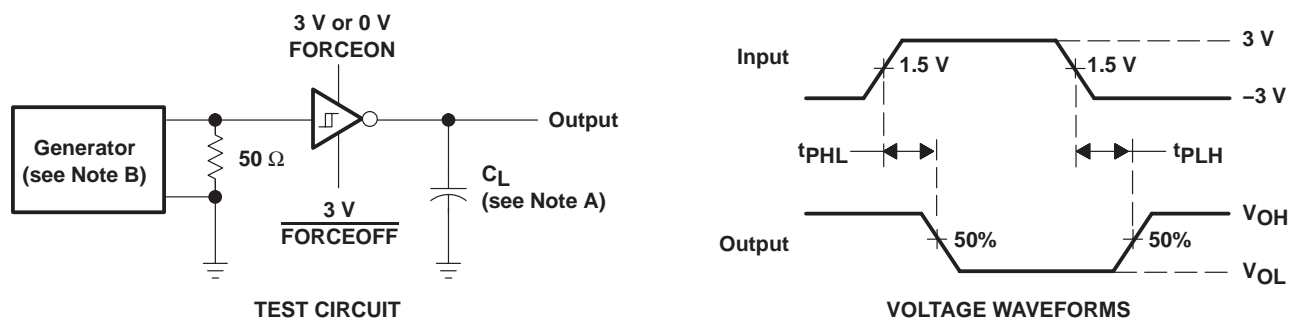 3 V or 0 V
FORCEON
Generator
(see Note B)
50 Ω
3 V
FORCEOFF
CL
(see Note A)
Output
TEST CIRCUIT
Input
1.5 V
1.5 V
3 V
–3 V
tPHL
tPLH
Output
50%
50%
VOH
VOL
VOLTAGE WAVEFORMS